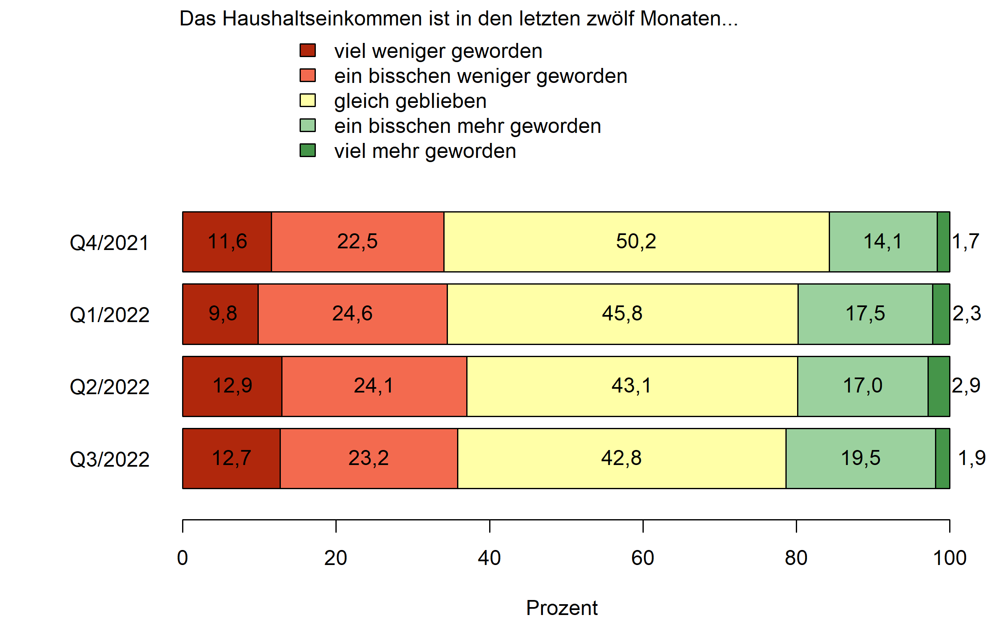 Das Haushaltseinkommen ist in den letzten zwölf Monaten...
viel weniger geworden
ein bisschen weniger geworden
gleich geblieben
ein bisschen mehr geworden
viel mehr geworden
Q4/2021 11,6 22,5 50,2 14,1 1,7
Q1/2022 9,8 24,6 45,8 17,5 2,3
Q2/2022 12,9 24,1 43,1 17,0 2,9
Q3/2022 12,7 23,2 42,8 19,5 1,9
0 20 40 60 80 100
Prozent